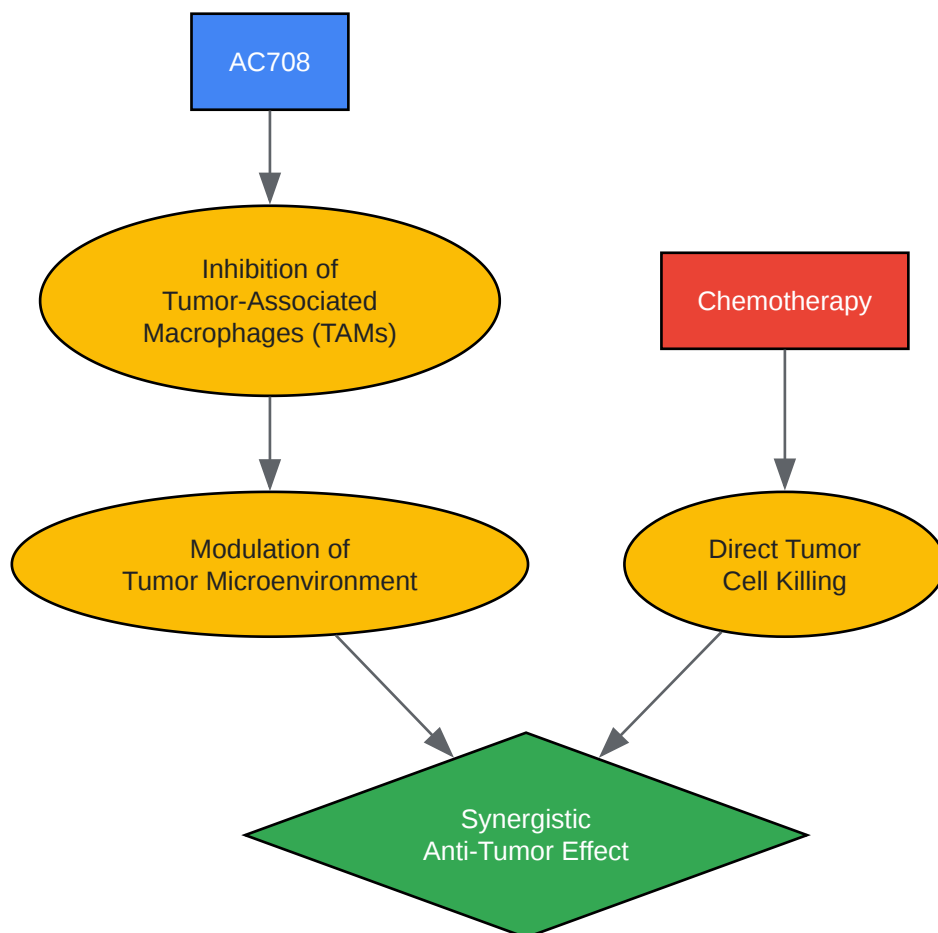 AC708
Inhibition of
Tumor-Associated
Macrophages (TAMs)
Chemotherapy
Modulation of
Tumor Microenvironment
Direct Tumor
Cell Killing
Synergistic
Anti-Tumor Effect